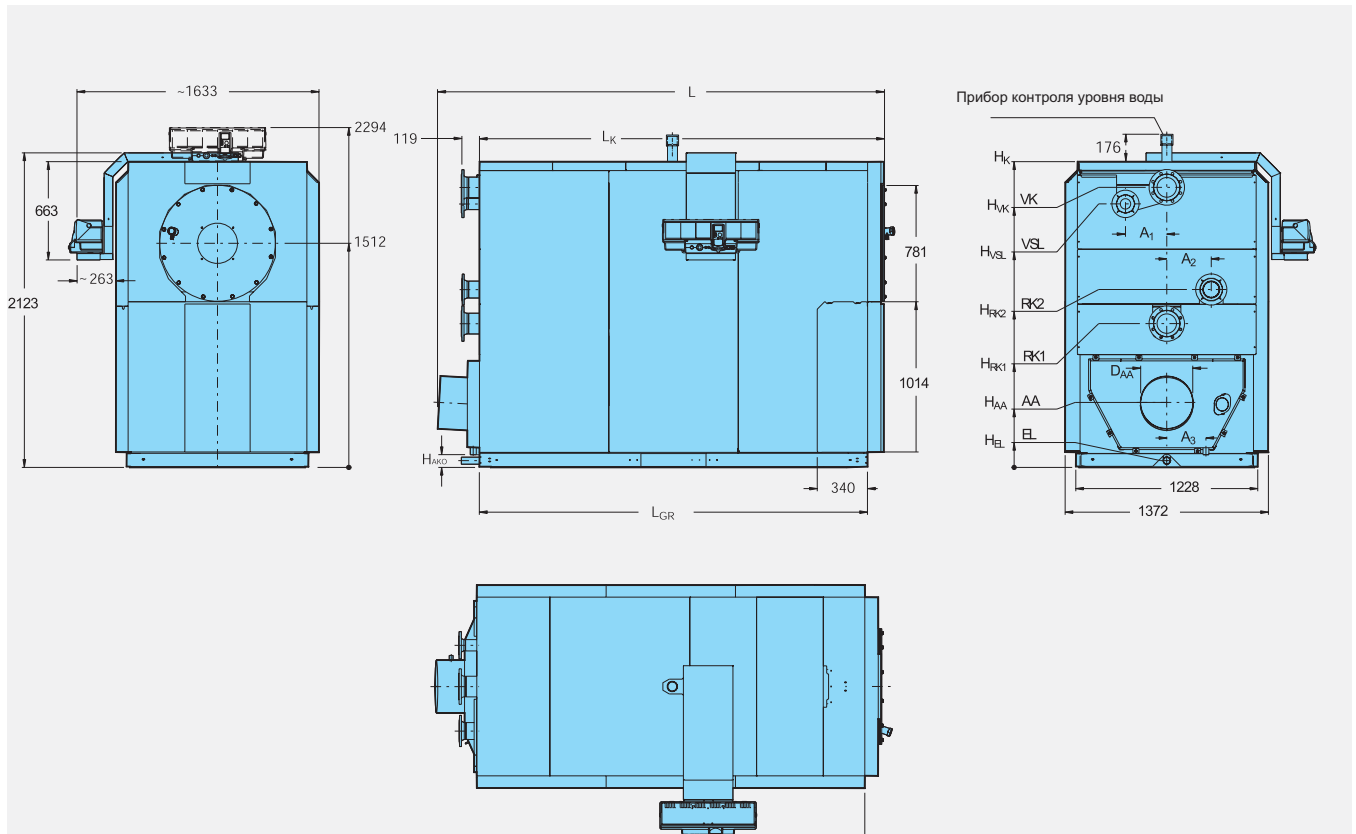 ~1633
2294
663
1512
~263
2123
L
119
LK
781
1014
HAKO
340
LGR
Прибор контроля уровня воды
176
HK
HVK VK
HVSL VSL
A1
A2
HRK2 RK2
HRK1 RK1
DAA
HAA AA
HEL EL
A3
1228
1372